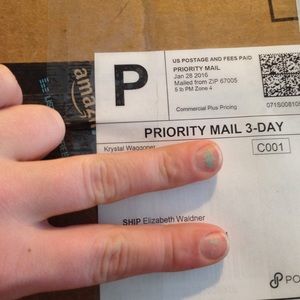 amazon
P
US POSTAGE AND FEES PAID
PRIORITY MAIL
Jan 28 2016
Mailed from ZIP 67005
5 lb PM Zone 4
Commercial Plus Pricing
PRIORITY MAIL 3-DAY
Krystal Waggoner
C001
SHIP Elizabeth Waldner